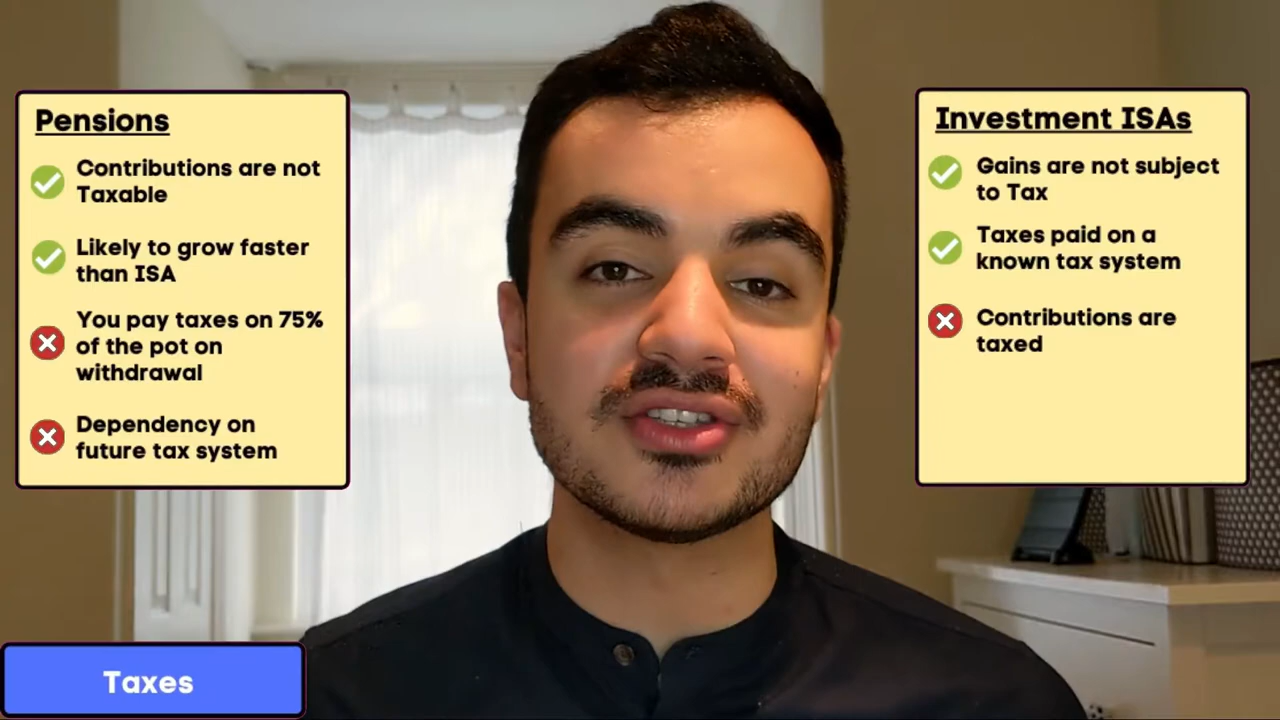 Pensions
Contributions are not
Taxable
Likely to grow faster
than ISA
You pay taxes on 75%
of the pot on
withdrawal
Dependency on
future tax system
Investment ISAs
Gains are not subject
to Tax
Taxes paid on a
known tax system
Contributions are
taxed
Taxes